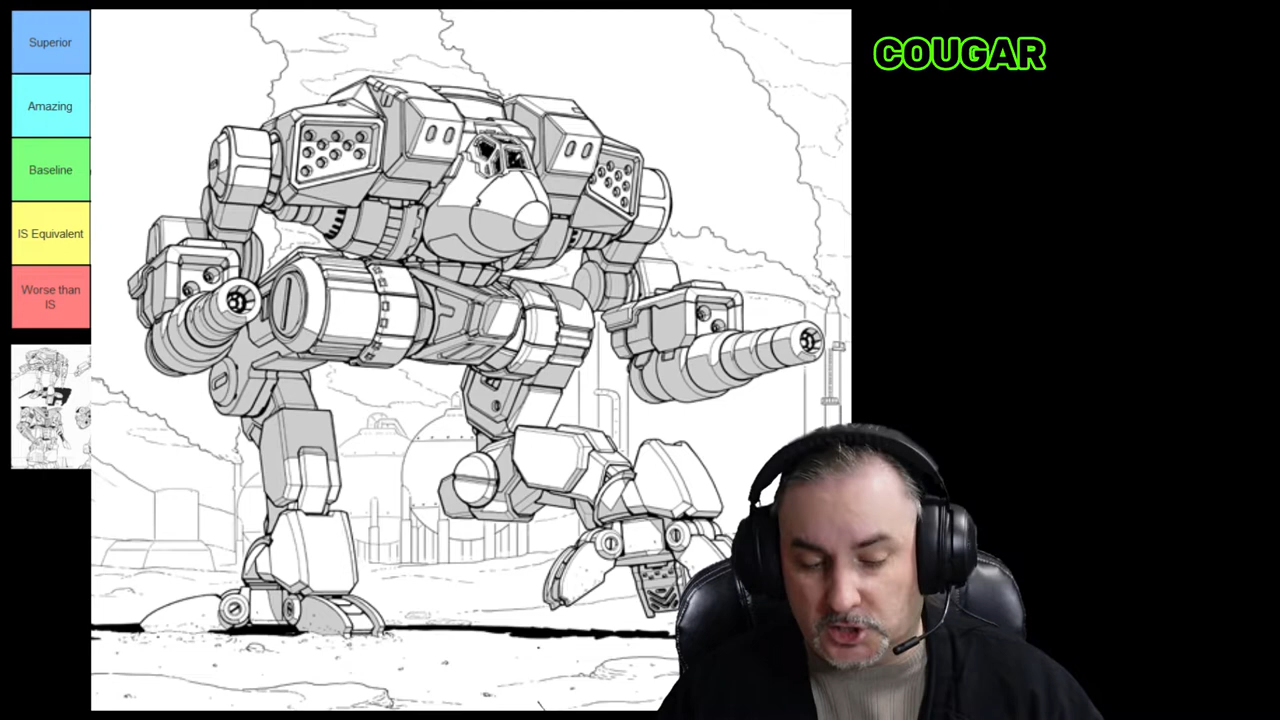 Superior
Amazing
Baseline
IS Equivalent
Worse than
IS
COUGAR